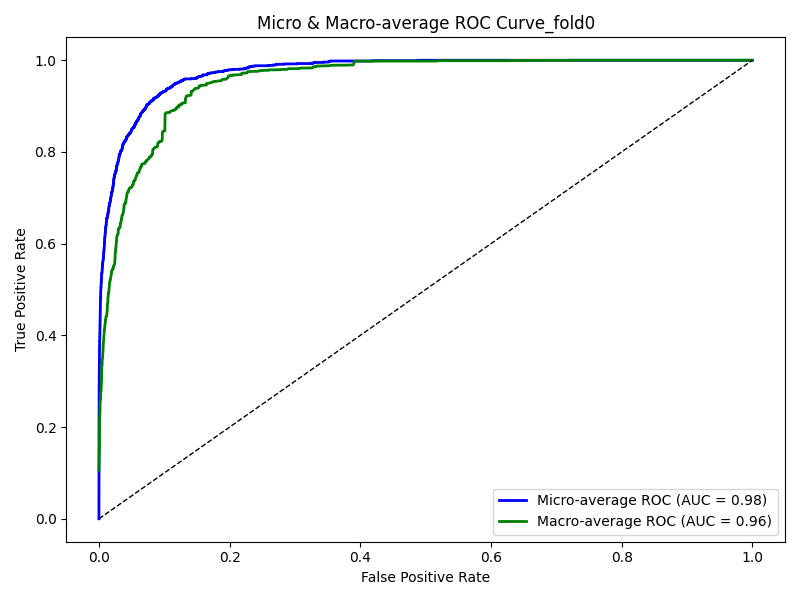 Micro & Macro-average ROC Curve_fold0
True Positive Rate
1.0
0.8
0.6
0.4
0.2
0.0
0.0 0.2 0.4 0.6 0.8 1.0
False Positive Rate
Micro-average ROC (AUC = 0.98)
Macro-average ROC (AUC = 0.96)